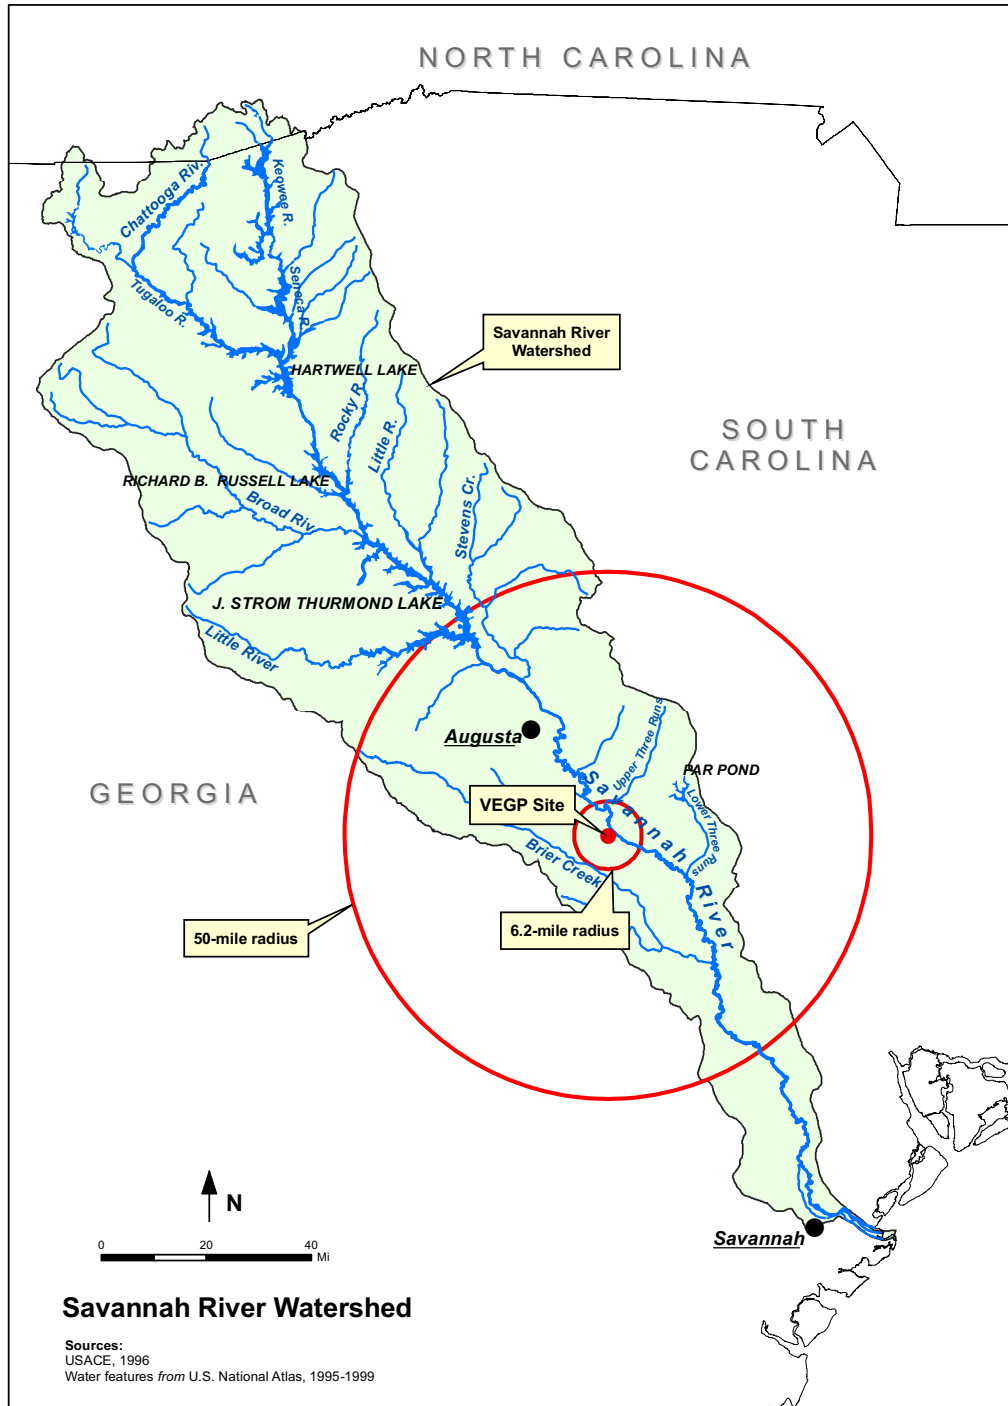 NORTH CAROLINA
Chattooga Riv.
Keowee R.
Seneca R.
Tugaloo R.
Savannah River
Watershed
HARTWELL LAKE
Rocky R.
Little R.
SOUTH
CAROLINA
RICHARD B. RUSSELL LAKE
Broad Riv.
Stevens Cr.
J. STROM THURMOND LAKE
Little River
Augusta
Upper Three Runs
PAR POND
GEORGIA
VEGP Site
Savannah River
Lower Three Runs
Brier Creek
50-mile radius
6.2-mile radius
N
Savannah
0 20 40
Mi
Savannah River Watershed
Sources:
USACE, 1996
Water features from U.S. National Atlas, 1995-1999